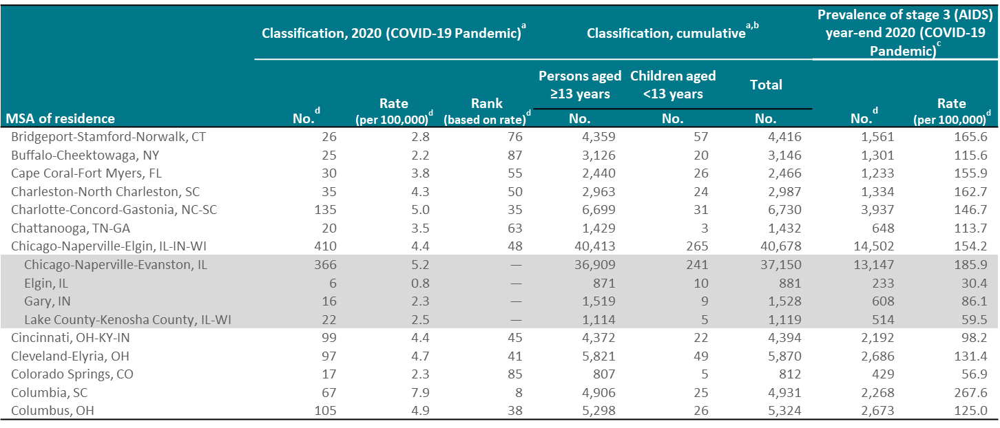 Classification, 2020 (COVID-19 Pandemic)a
Classification, cumulativea,b
Prevalence of stage 3 (AIDS)
year-end 2020 (COVID-19
Pandemic)c
MSA of residence
No.d
Rate
(per 100,000)d
Rank
(based on rate)d
Persons aged
≥13 years
No.
Children aged
<13 years
No.
Total
No.
No.d
Rate
(per 100,000)d
Bridgeport-Stamford-Norwalk, CT 26 2.8 76 4,359 57 4,416 1,561 165.6
Buffalo-Cheektowaga, NY 25 2.2 87 3,126 20 3,146 1,301 115.6
Cape Coral-Fort Myers, FL 30 3.8 55 2,440 26 2,466 1,233 155.9
Charleston-North Charleston, SC 35 4.3 50 2,963 24 2,987 1,334 162.7
Charlotte-Concord-Gastonia, NC-SC 135 5.0 35 6,699 31 6,730 3,937 146.7
Chattanooga, TN-GA 20 3.5 63 1,429 3 1,432 648 113.7
Chicago-Naperville-Elgin, IL-IN-WI 410 4.4 48 40,413 265 40,678 14,502 154.2
Chicago-Naperville-Evanston, IL 366 5.2 — 36,909 241 37,150 13,147 185.9
Elgin, IL 6 0.8 — 871 10 881 233 30.4
Gary, IN 16 2.3 — 1,519 9 1,528 608 86.1
Lake County-Kenosha County, IL-WI 22 2.5 — 1,114 5 1,119 514 59.5
Cincinnati, OH-KY-IN 99 4.4 45 4,372 22 4,394 2,192 98.2
Cleveland-Elyria, OH 97 4.7 41 5,821 49 5,870 2,686 131.4
Colorado Springs, CO 17 2.3 85 807 5 812 429 56.9
Columbia, SC 67 7.9 8 4,906 25 4,931 2,268 267.6
Columbus, OH 105 4.9 38 5,298 26 5,324 2,673 125.0